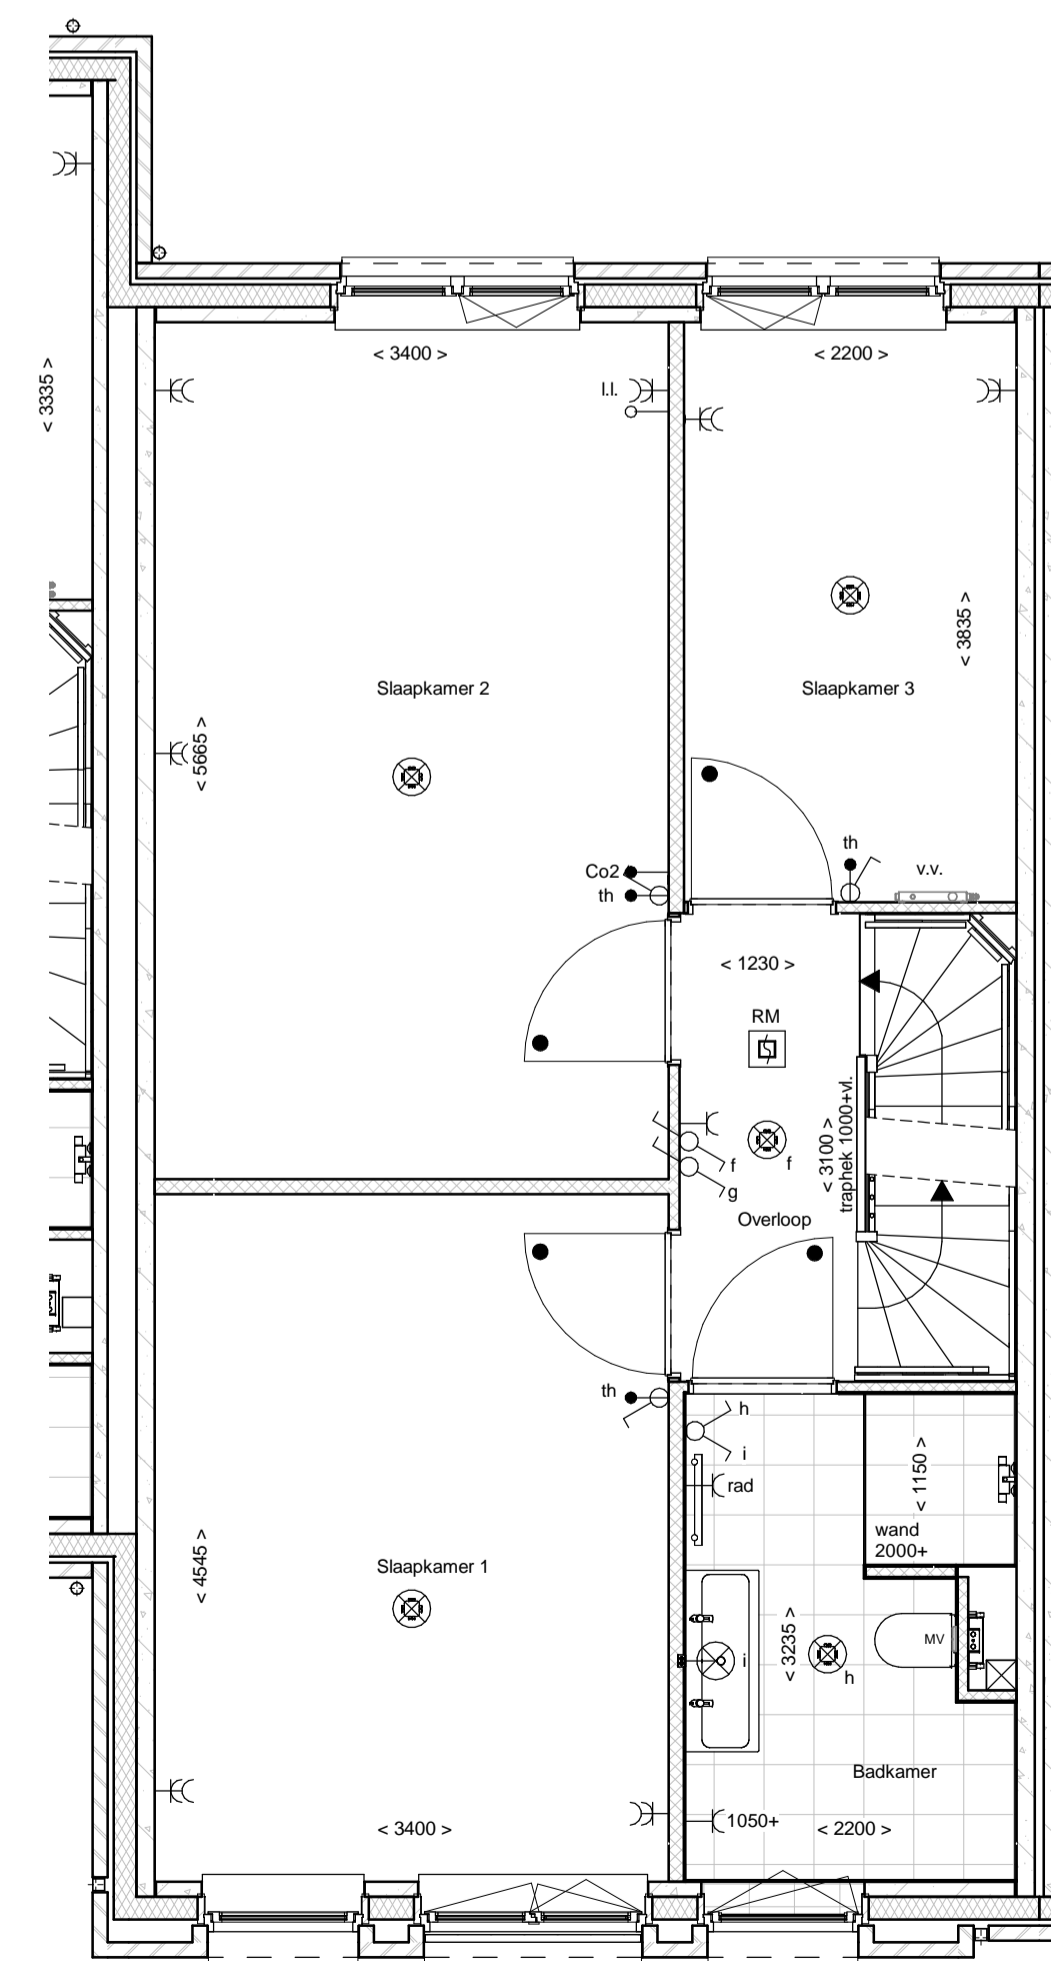 < 3400 >
< 2200 >
< 3335 >
l.l.
< 3835 >
Slaapkamer 2
Slaapkamer 3
< 5665 >
Co2
th
th
v.v.
< 1230 >
RM
< 3100 >
traphek 1000+vl.
f
f
g
Overloop
th
h
i
rad
< 1150 >
wand
2000+
< 4545 >
Slaapkamer 1
< 3235 >
MV
i
h
Badkamer
< 3400 >
1050+
< 2200 >